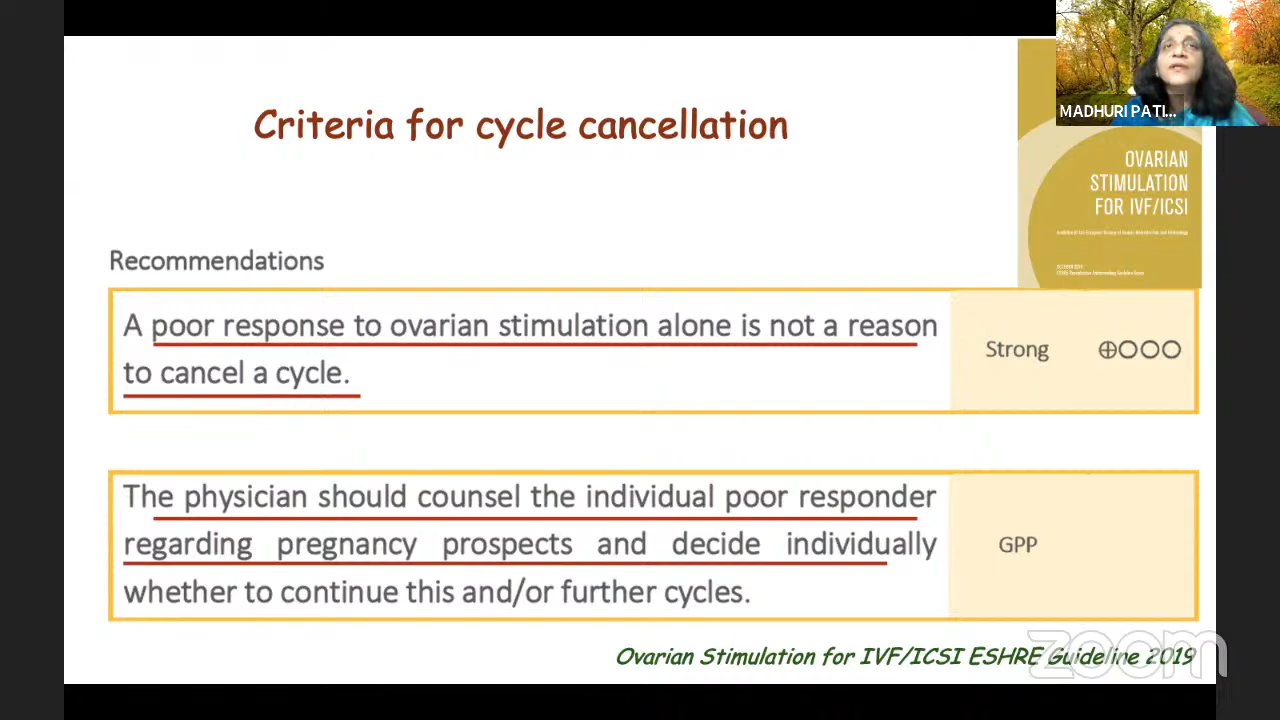 Criteria for cycle cancellation
MADHURI PATI...
OVARIAN
STIMULATION
FOR IVF/ICSI
Recommendations
A poor response to ovarian stimulation alone is not a reason
to cancel a cycle.
Strong ⊕○○○
The physician should counsel the individual poor responder
regarding pregnancy prospects and decide individually
whether to continue this and/or further cycles.
GPP
Ovarian Stimulation for IVF/ICSI ESHRE Guideline 2019
zoom